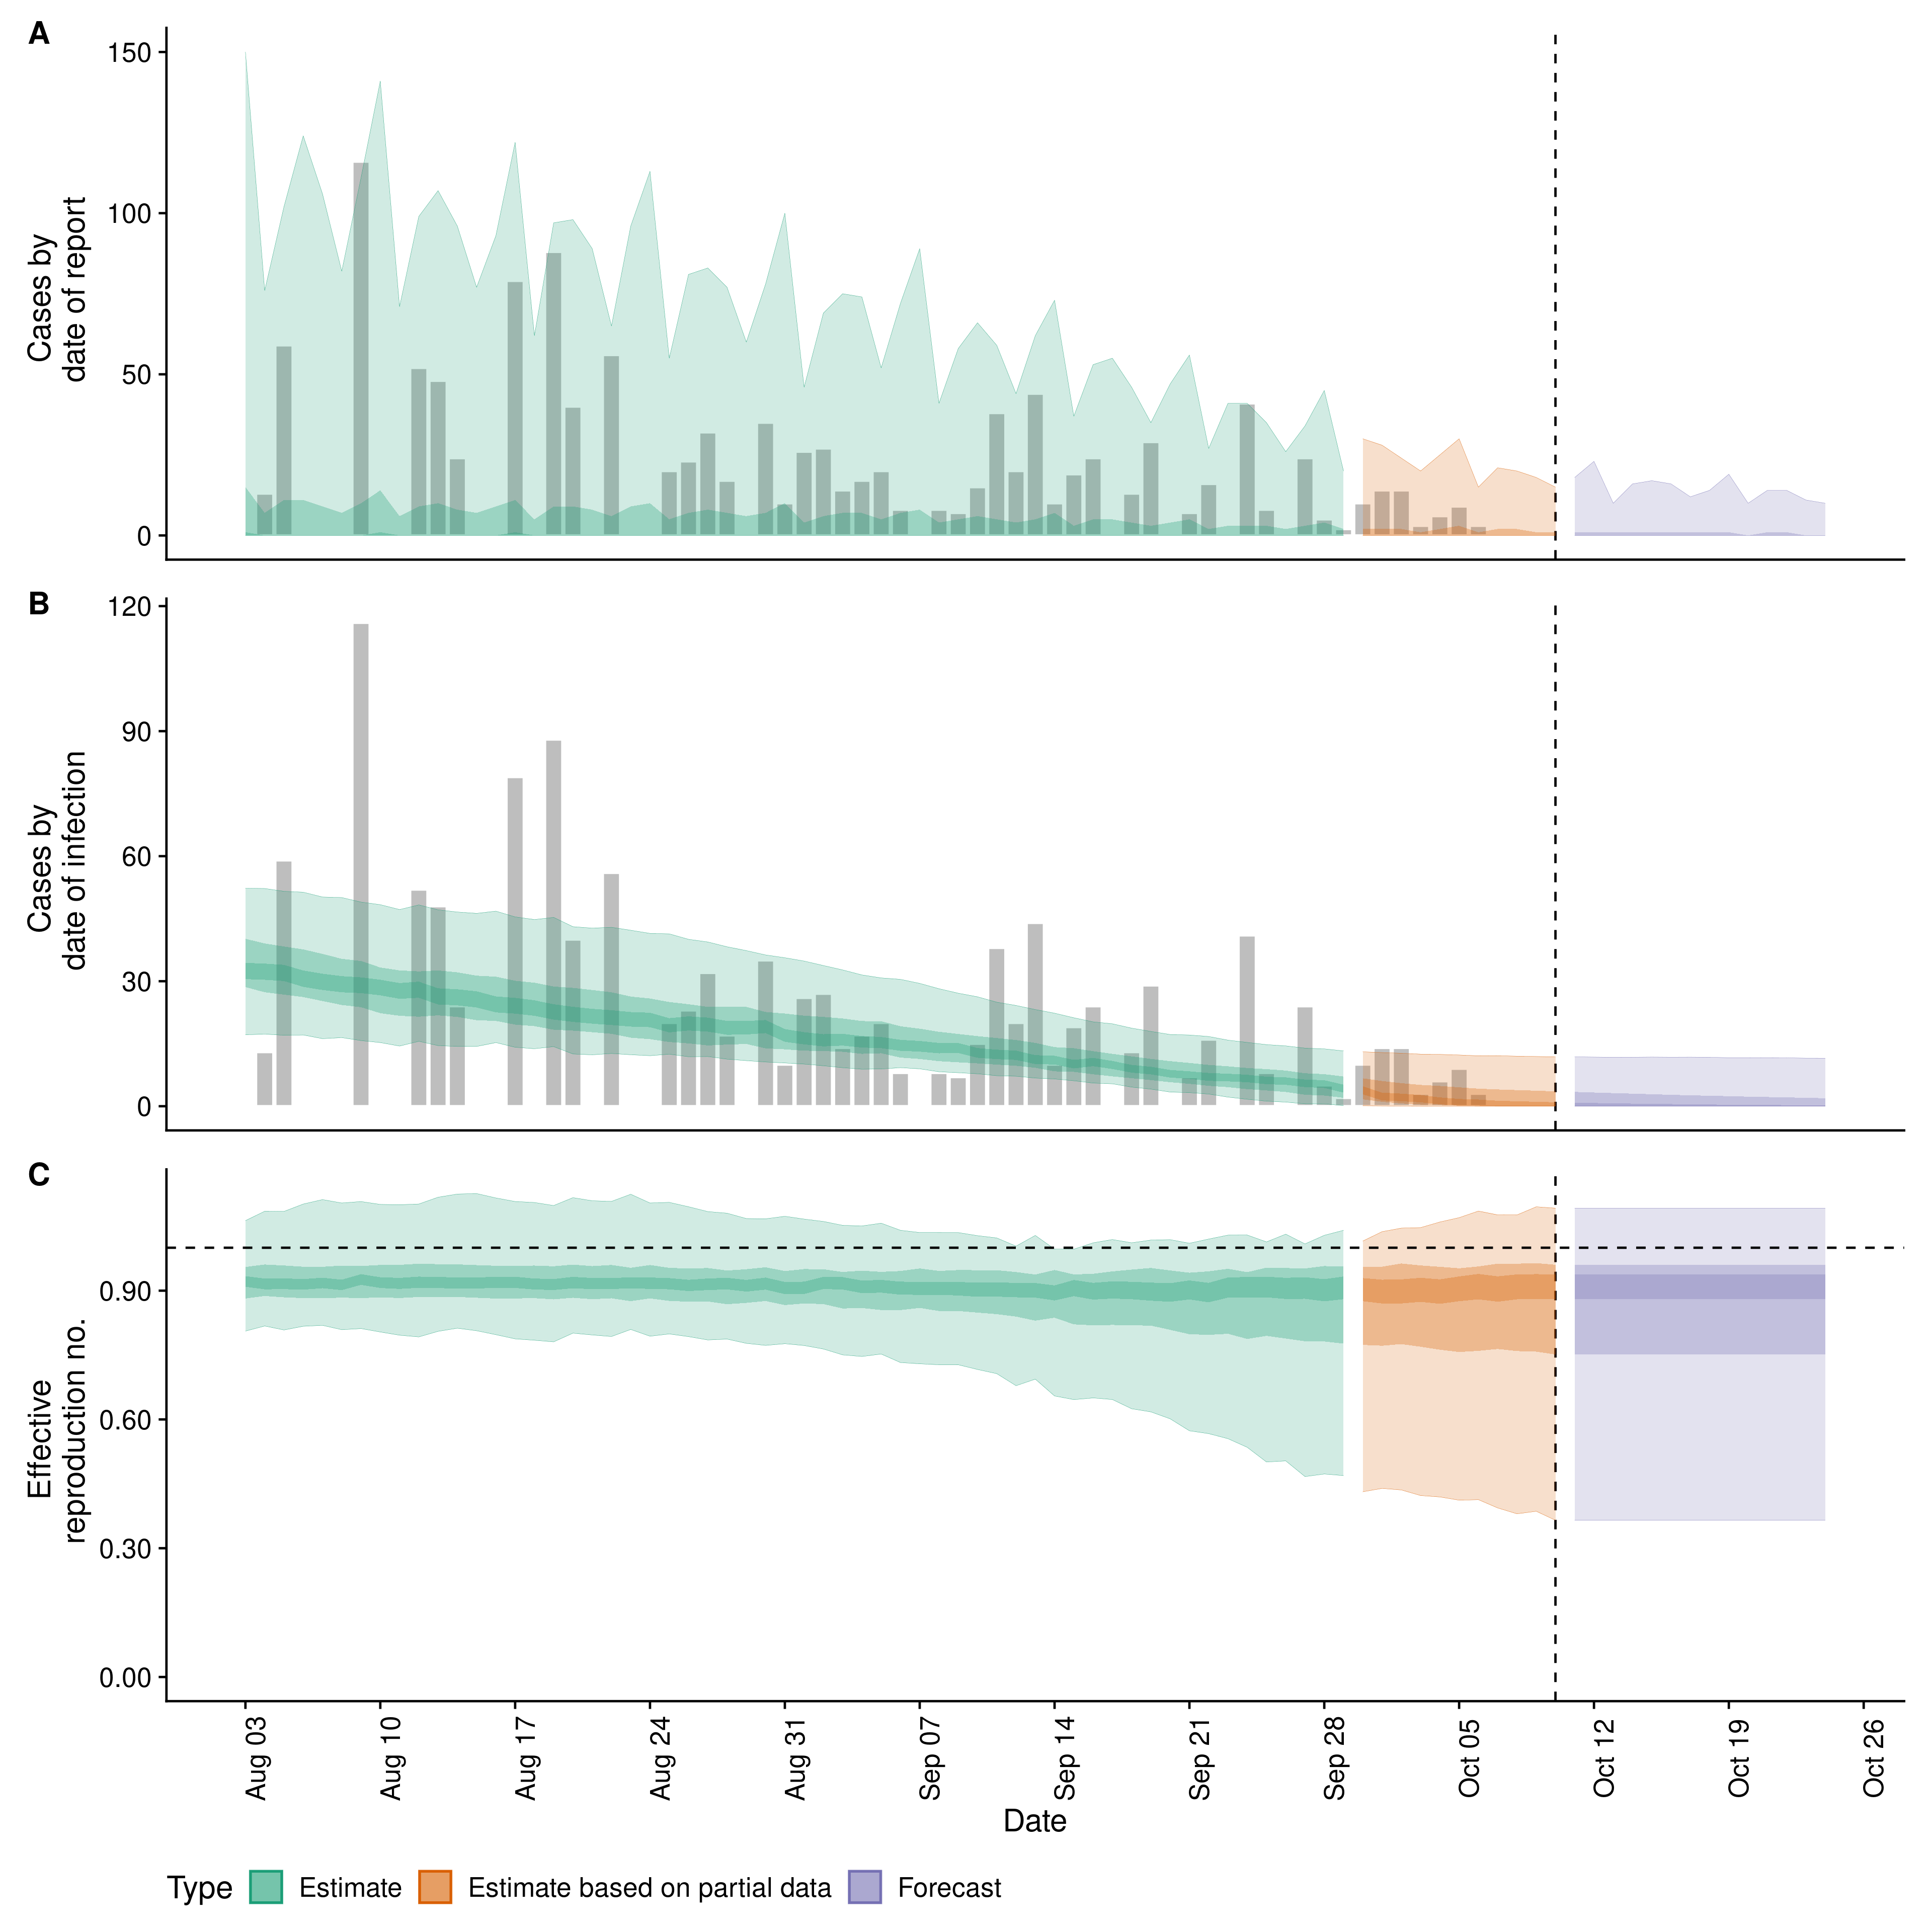 A
150
100
50
0
Cases by
date of report
B
120
90
60
30
0
Cases by
date of infection
C
0.90
0.60
0.30
0.00
Effective
reproduction no.
Aug 03
Aug 10
Aug 17
Aug 24
Aug 31
Sep 07
Sep 14
Sep 21
Sep 28
Oct 05
Oct 12
Oct 19
Oct 26
Date
Type Estimate Estimate based on partial data Forecast